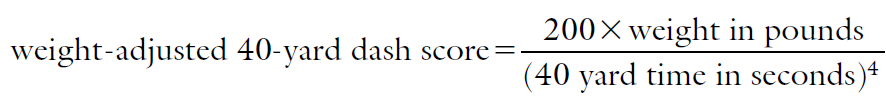 weight-adjusted 40-yard dash score = 200 × weight in pounds
(40 yard time in seconds)⁴